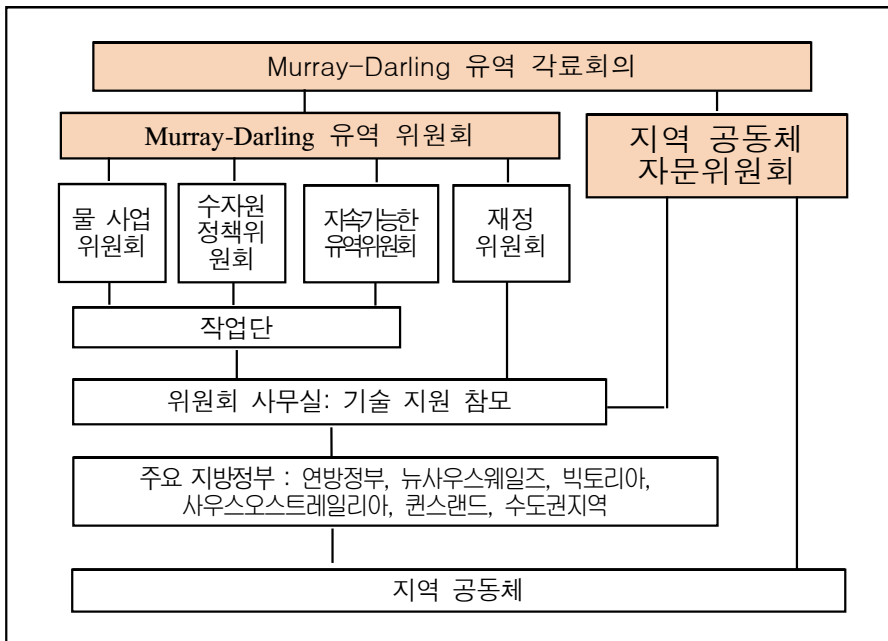 Murray-Darling 유역 각료회의
Murray-Darling 유역 위원회
지역 공동체
자문위원회
물 사업
위원회
수자원
정책위
원회
지속가능한
유역위원회
재정
위원회
작업단
위원회 사무실: 기술 지원 참모
주요 지방정부 : 연방정부, 뉴사우스웨일즈, 빅토리아,
사우스오스트레일리아, 퀸스랜드, 수도권지역
지역 공동체